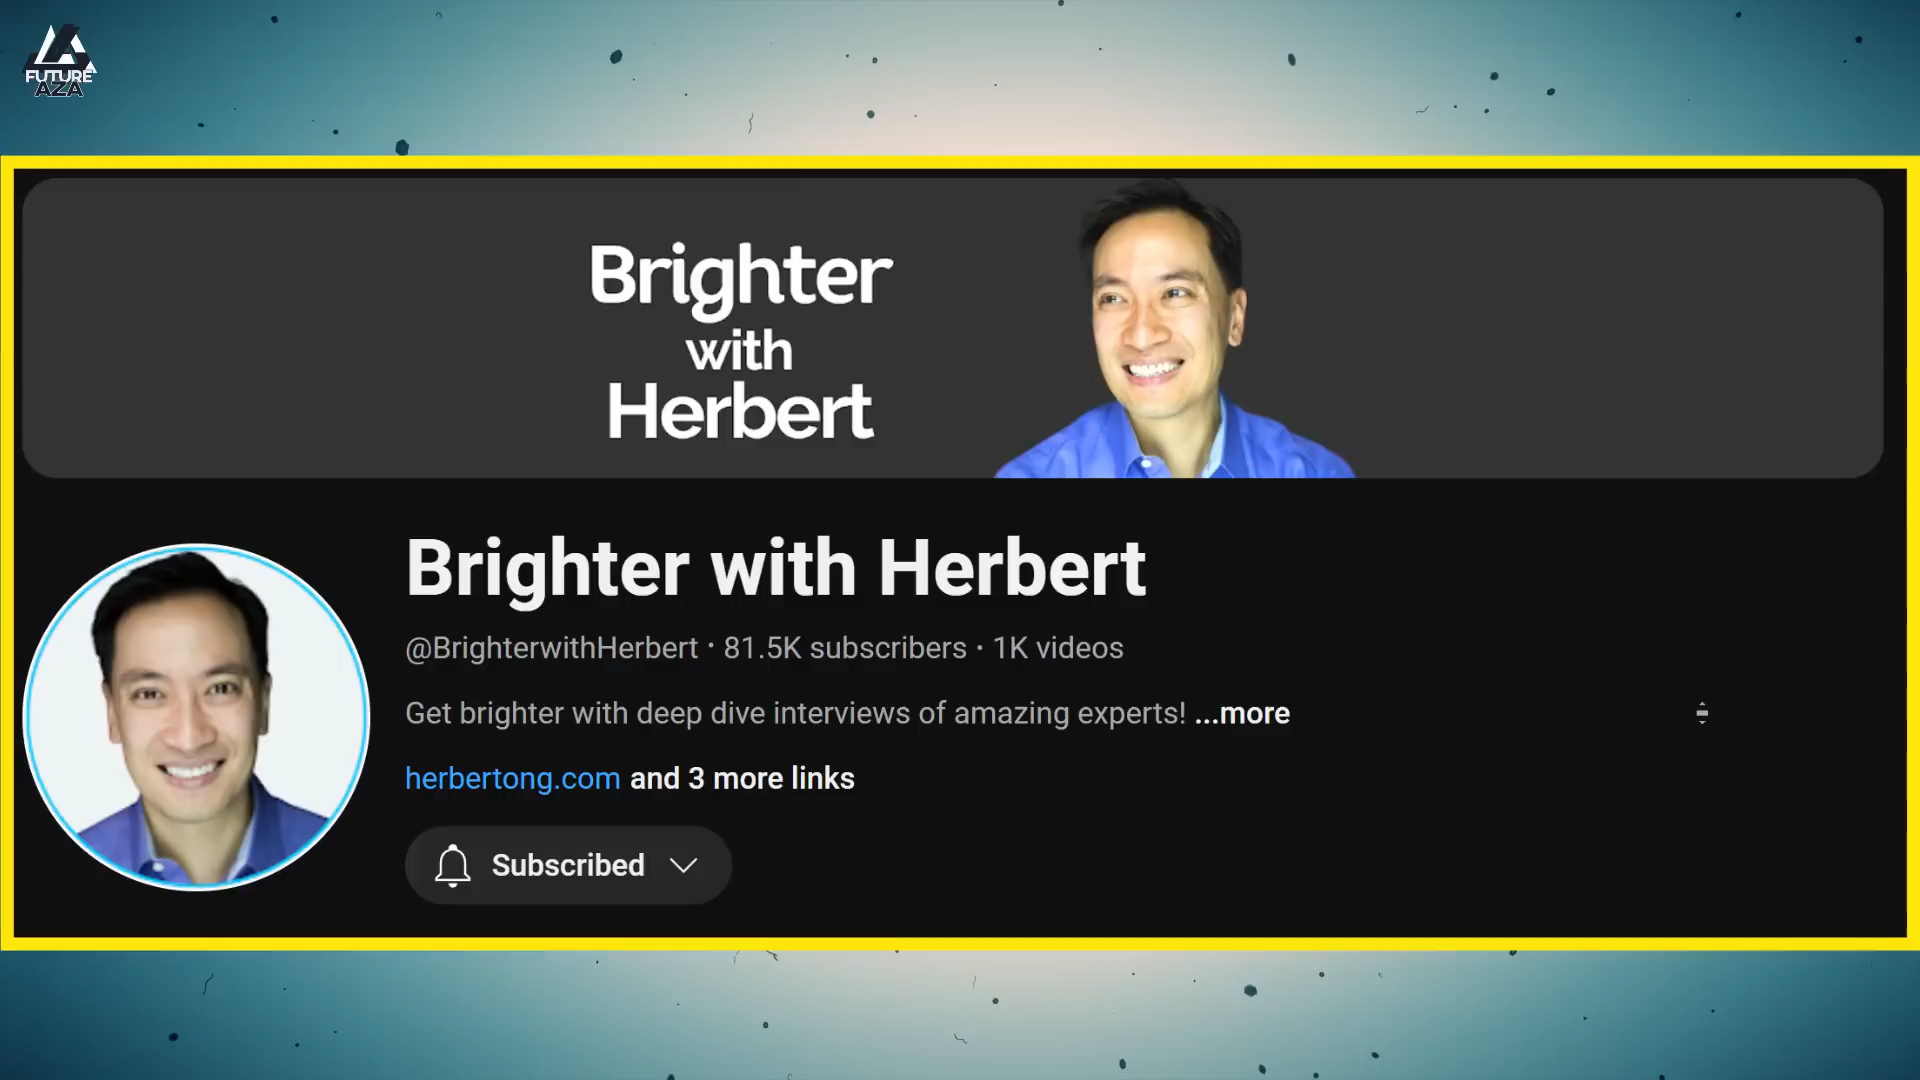 FUTURE
AZA
Brighter
with
Herbert
Brighter with Herbert
@BrighterwithHerbert · 81.5K subscribers · 1K videos
Get brighter with deep dive interviews of amazing experts! ...more
herbertong.com and 3 more links
Subscribed